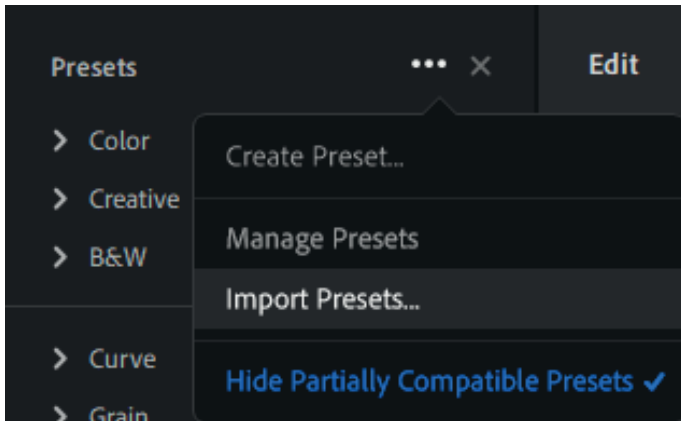 Presets ••• × Edit
Color
Create Preset...
Creative
Manage Presets
B&W
Import Presets...
Curve
Hide Partially Compatible Presets ✓
Grain